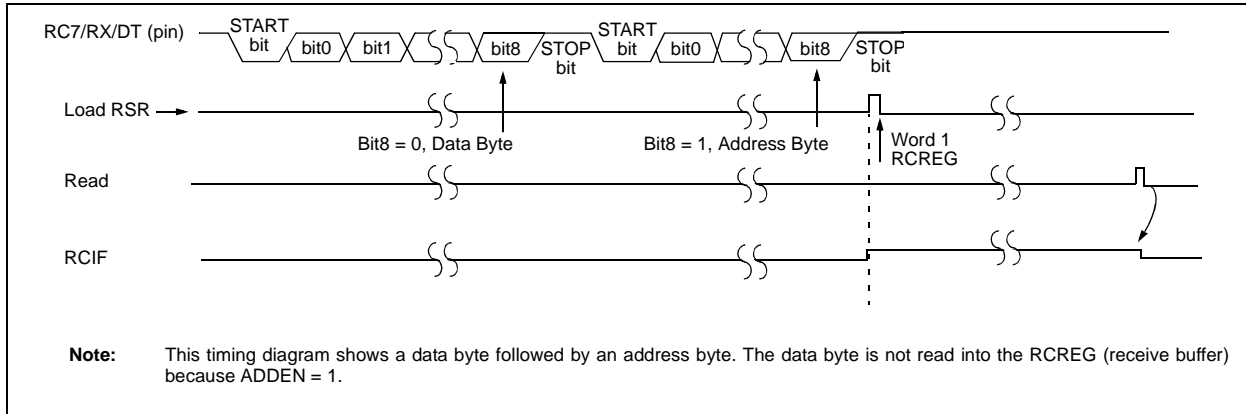 RC7/RX/DT (pin)
START
bit
bit0
bit1
bit8
STOP
bit
START
bit
bit0
bit8
STOP
bit
Load RSR
Bit8 = 0, Data Byte
Bit8 = 1, Address Byte
Word 1
RCREG
Read
RCIF
Note: This timing diagram shows a data byte followed by an address byte. The data byte is not read into the RCREG (receive buffer)
because ADDEN = 1.